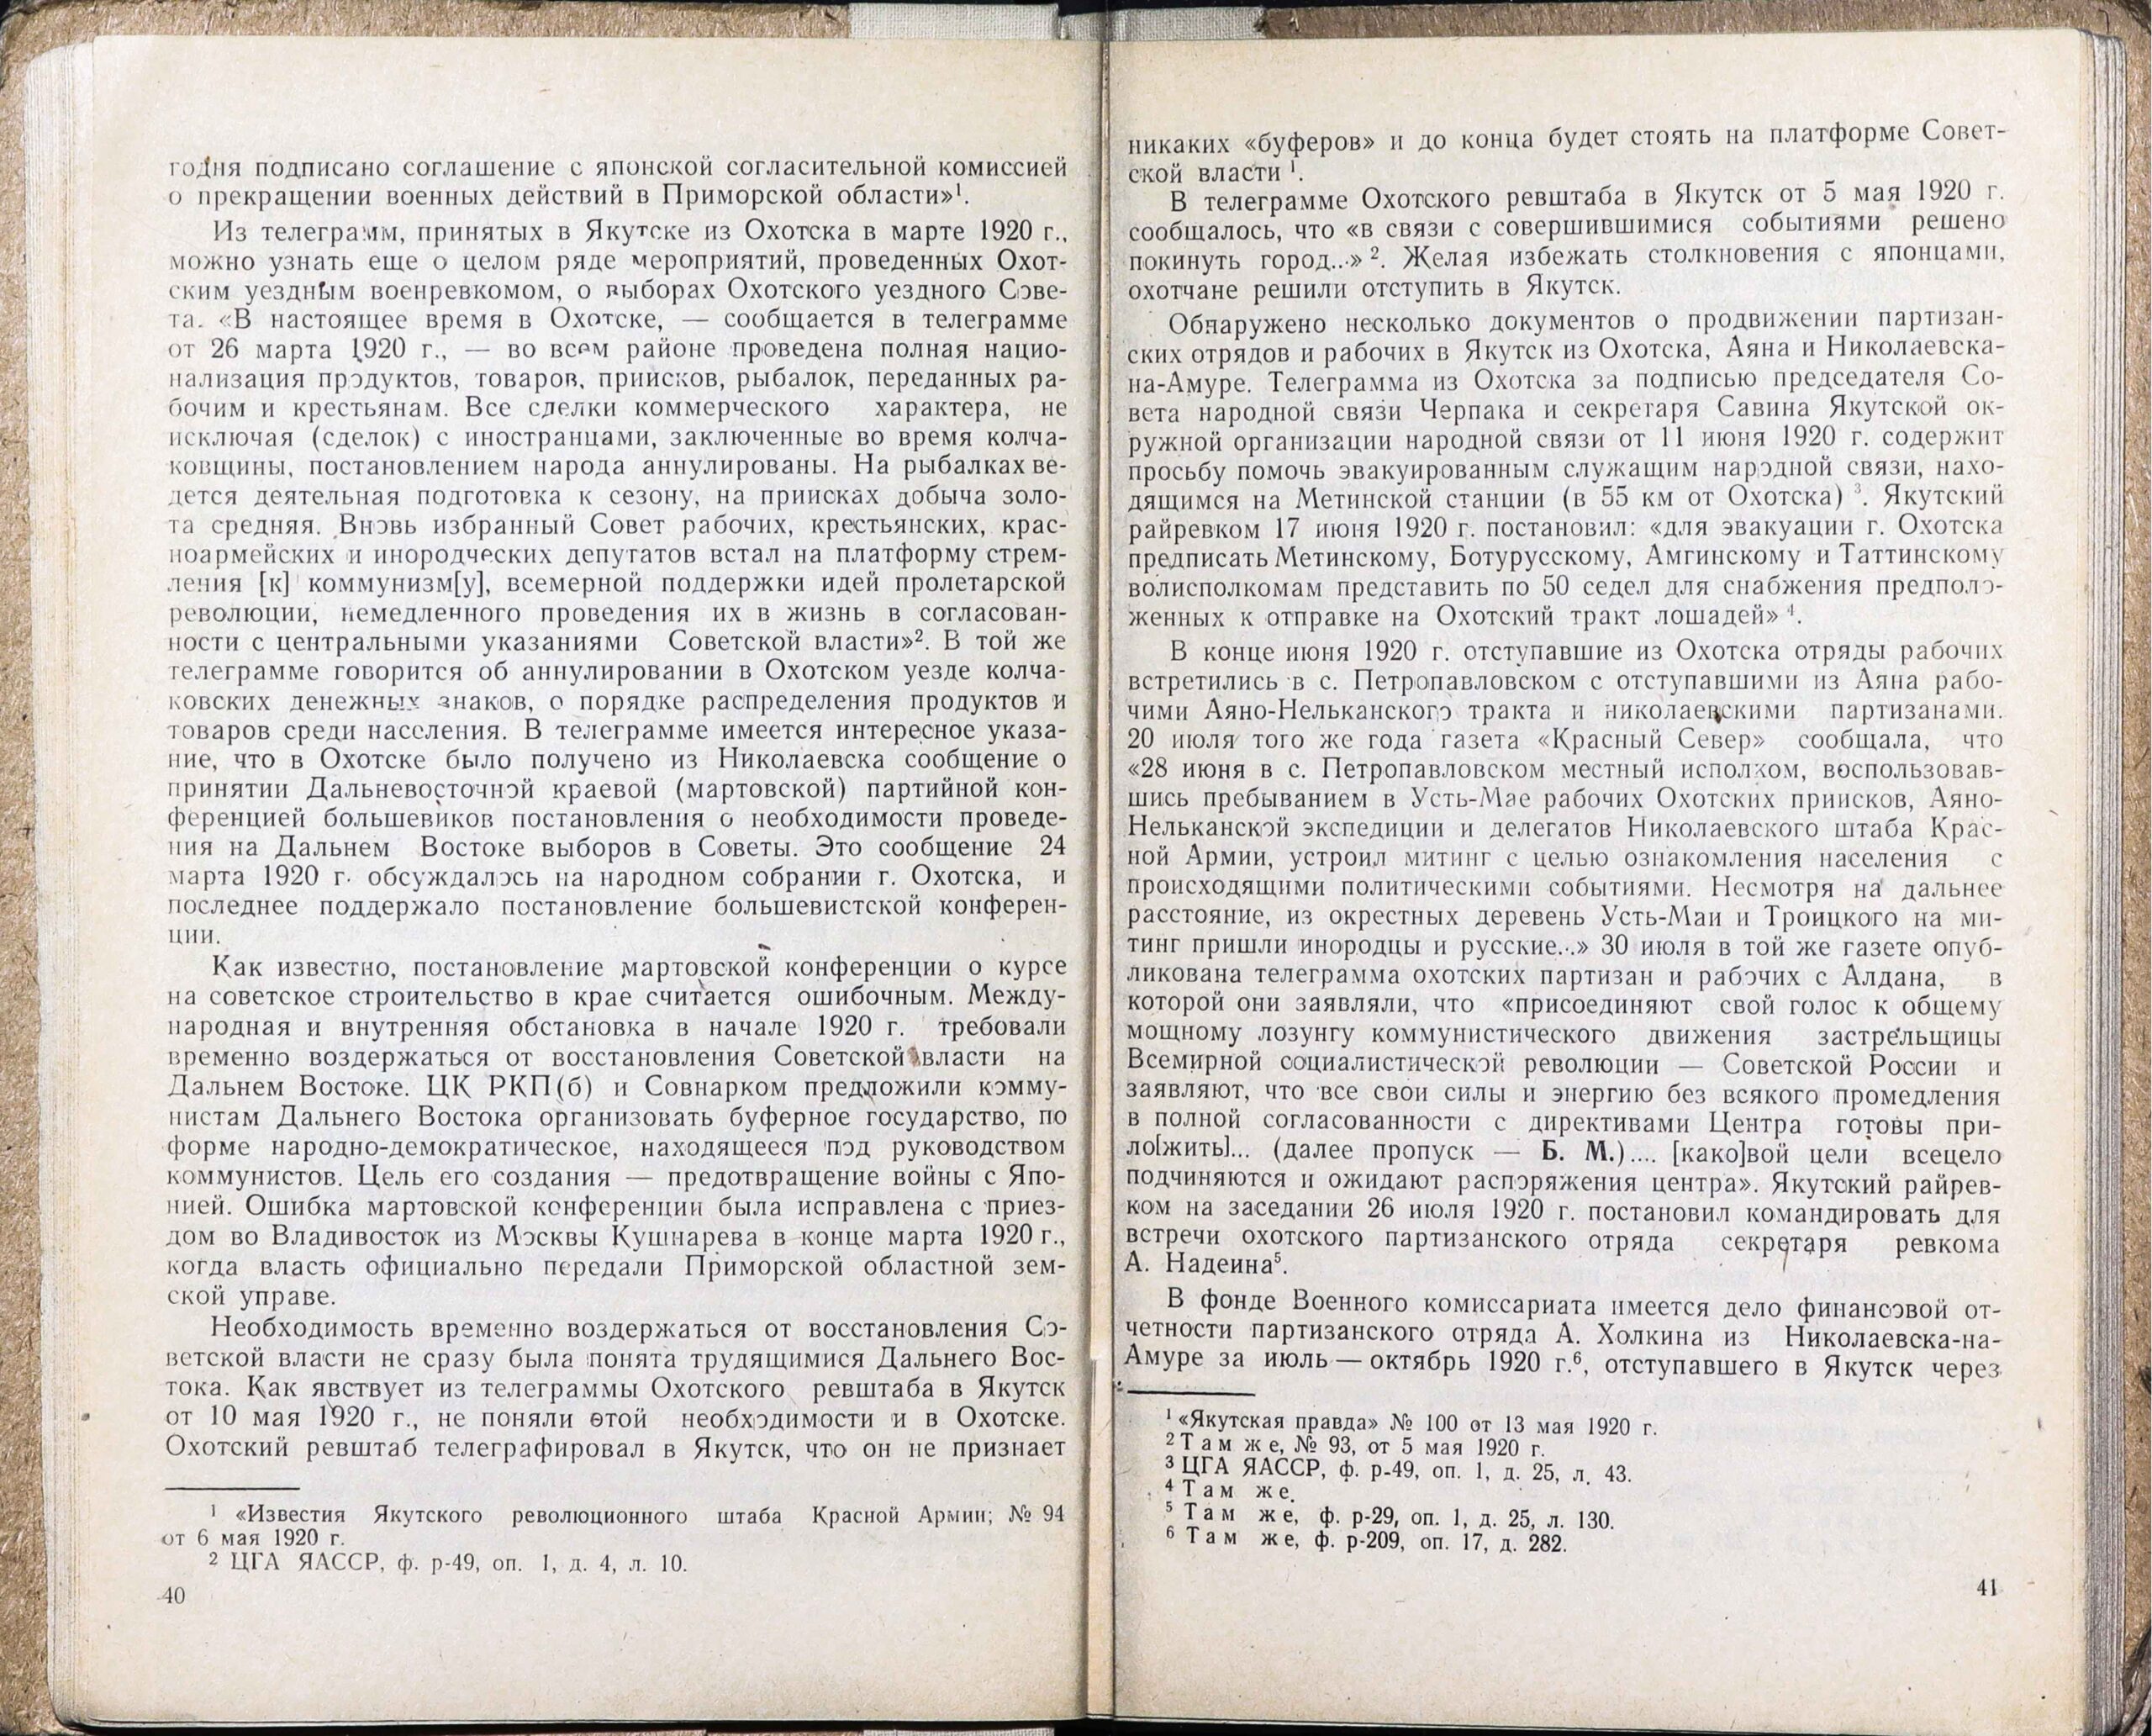 годня подписано соглашение с японской согласительной комиссией
о прекращении военных действий в Приморской области»¹.
Из телеграмм, принятых в Якутске из Охотска в марте 1920 г.,
можно узнать еще о целом ряде мероприятий, проведенных Охот-
ским уездным военревкомом, о выборах Охотского уездного Сове-
та. «В настоящее время в Охотске, — сообщается в телеграмме
от 26 марта 1920 г., — во всем районе проведена полная нацио-
нализация продуктов, товаров, приисков, рыбалок, переданных ра-
бочим и крестьянам. Все сделки коммерческого характера, не
исключая (сделок) с иностранцами, заключенные во время колча-
ковщины, постановлением народа аннулированы. На рыбалках ве-
дется деятельная подготовка к сезону, на приисках добыча золо-
та средняя. Вновь избранный Совет рабочих, крестьянских, крас-
ноармейских и инородческих депутатов встал на платформу стрем-
ления [к] коммунизм[у], всемерной поддержки идей пролетарской
революции, немедленного проведения их в жизнь в согласован-
ности с центральными указаниями Советской власти»². В той же
телеграмме говорится об аннулировании в Охотском уезде колча-
ковских денежных знаков, о порядке распределения продуктов и
товаров среди населения. В телеграмме имеется интересное указа-
ние, что в Охотске было получено из Николаевска сообщение о
принятии Дальневосточной краевой (мартовской) партийной кон-
ференцией большевиков постановления о необходимости проведе-
ния на Дальнем Востоке выборов в Советы. Это сообщение 24
марта 1920 г. обсуждалось на народном собрании г. Охотска, и
последнее поддержало постановление большевистской конферен-
ции.
Как известно, постановление мартовской конференции о курсе
на советское строительство в крае считается ошибочным. Между-
народная и внутренняя обстановка в начале 1920 г. требовали
временно воздержаться от восстановления Советской власти на
Дальнем Востоке. ЦК РКП(б) и Совнарком предложили комму-
нистам Дальнего Востока организовать буферное государство, по
форме народно-демократическое, находящееся под руководством
коммунистов. Цель его создания — предотвращение войны с Япо-
нией. Ошибка мартовской конференции была исправлена с приез-
дом во Владивосток из Москвы Кушнарева в конце марта 1920 г.,
когда власть официально передали Приморской областной зем-
ской управе.
Необходимость временно воздержаться от восстановления Со-
ветской власти не сразу была понята трудящимися Дальнего Вос-
тока. Как явствует из телеграммы Охотского ревштаба в Якутск
от 10 мая 1920 г., не поняли этой необходимости и в Охотске.
Охотский ревштаб телеграфировал в Якутск, что он не признает
¹ «Известия Якутского революционного штаба Красной Армии; № 94
от 6 мая 1920 г.
² ЦГА ЯАССР, ф. р-49, оп. 1, д. 4, л. 10.
40
никаких «буферов» и до конца будет стоять на платформе Совет-
ской власти ¹.
В телеграмме Охотского ревштаба в Якутск от 5 мая 1920 г.
сообщалось, что «в связи с совершившимися событиями решено
покинуть город...» ². Желая избежать столкновения с японцами,
охотчане решили отступить в Якутск.
Обнаружено несколько документов о продвижении партизан-
ских отрядов и рабочих в Якутск из Охотска, Аяна и Николаевска-
на-Амуре. Телеграмма из Охотска за подписью председателя Со-
вета народной связи Черпака и секретаря Савина Якутской ок-
ружной организации народной связи от 11 июня 1920 г. содержит
просьбу помочь эвакуированным служащим народной связи, нахо-
дящимся на Метинской станции (в 55 км от Охотска) ³. Якутский
райревком 17 июня 1920 г. постановил: «для эвакуации г. Охотска
предписать Метинскому, Ботурусскому, Амгинскому и Таттинскому
волисполкомам представить по 50 седел для снабжения предполо-
женных к отправке на Охотский тракт лошадей» ⁴.
В конце июня 1920 г. отступавшие из Охотска отряды рабочих
встретились в с. Петропавловском с отступавшими из Аяна рабо-
чими Аяно-Нельканского тракта и николаевскими партизанами.
20 июля того же года газета «Красный Север» сообщала, что
«28 июня в с. Петропавловском местный исполком, воспользовав-
шись пребыванием в Усть-Мае рабочих Охотских приисков, Аяно-
Нельканской экспедиции и делегатов Николаевского штаба Крас-
ной Армии, устроил митинг с целью ознакомления населения с
происходящими политическими событиями. Несмотря на дальнее
расстояние, из окрестных деревень Усть-Маи и Троицкого на ми-
тинг пришли инородцы и русские...» 30 июля в той же газете опуб-
ликована телеграмма охотских партизан и рабочих с Алдана, в
которой они заявляли, что «присоединяют свой голос к общему
мощному лозунгу коммунистического движения застрельщицы
Всемирной социалистической революции — Советской России и
заявляют, что все свои силы и энергию без всякого промедления
в полной согласованности с директивами Центра готовы при-
ло[жить]... (далее пропуск — Б. М.).... [како]вой цели всецело
подчиняются и ожидают распоряжения центра». Якутский райрев-
ком на заседании 26 июля 1920 г. постановил командировать для
встречи охотского партизанского отряда секретаря ревкома
А. Надеина⁵.
В фонде Военного комиссариата имеется дело финансовой от-
четности партизанского отряда А. Холкина из Николаевска-на-
Амуре за июль — октябрь 1920 г.⁶, отступавшего в Якутск через
¹ «Якутская правда» № 100 от 13 мая 1920 г.
² Там же, № 93, от 5 мая 1920 г.
³ ЦГА ЯАССР, ф. р-49, оп. 1, д. 25, л. 43.
⁴ Там же.
⁵ Там же, ф. р-29, оп. 1, д. 25, л. 130.
⁶ Там же, ф. р-209, оп. 17, д. 282.
41